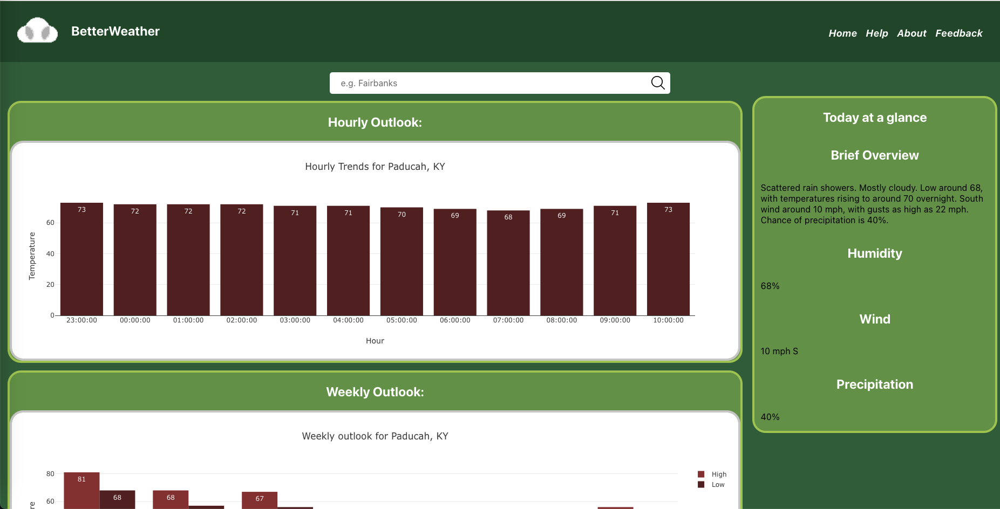 BetterWeather
Home Help About Feedback
e.g. Fairbanks
Hourly Outlook:
Hourly Trends for Paducah, KY
73 72 72 72 71 71 70 69 68 69 71 73
60
40
20
0
Temperature
23:00:00 00:00:00 01:00:00 02:00:00 03:00:00 04:00:00 05:00:00 06:00:00 07:00:00 08:00:00 09:00:00 10:00:00
Hour
Weekly Outlook:
Weekly outlook for Paducah, KY
80
60
81 68 68 67
High
Low
Today at a glance
Brief Overview
Scattered rain showers. Mostly cloudy. Low around 68,
with temperatures rising to around 70 overnight. South
wind around 10 mph, with gusts as high as 22 mph.
Chance of precipitation is 40%.
Humidity
68%
Wind
10 mph S
Precipitation
40%